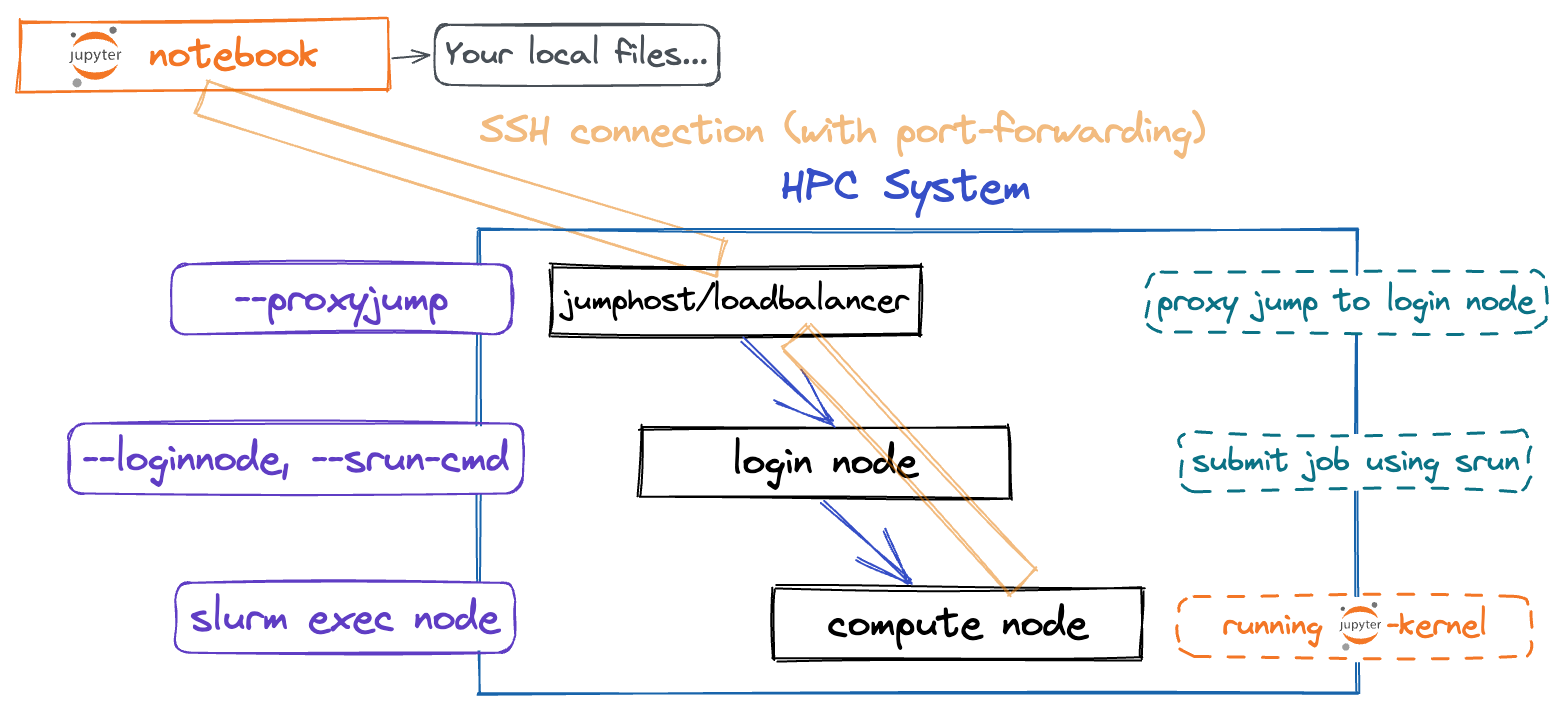 jupyter notebook
Your local files...
SSH connection (with port-forwarding)
HPC System
--proxyjump
jumphost/loadbalancer
proxy jump to login node
--loginnode, --srun-cmd
login node
submit job using srun
slurm exec node
compute node
running jupyter-kernel